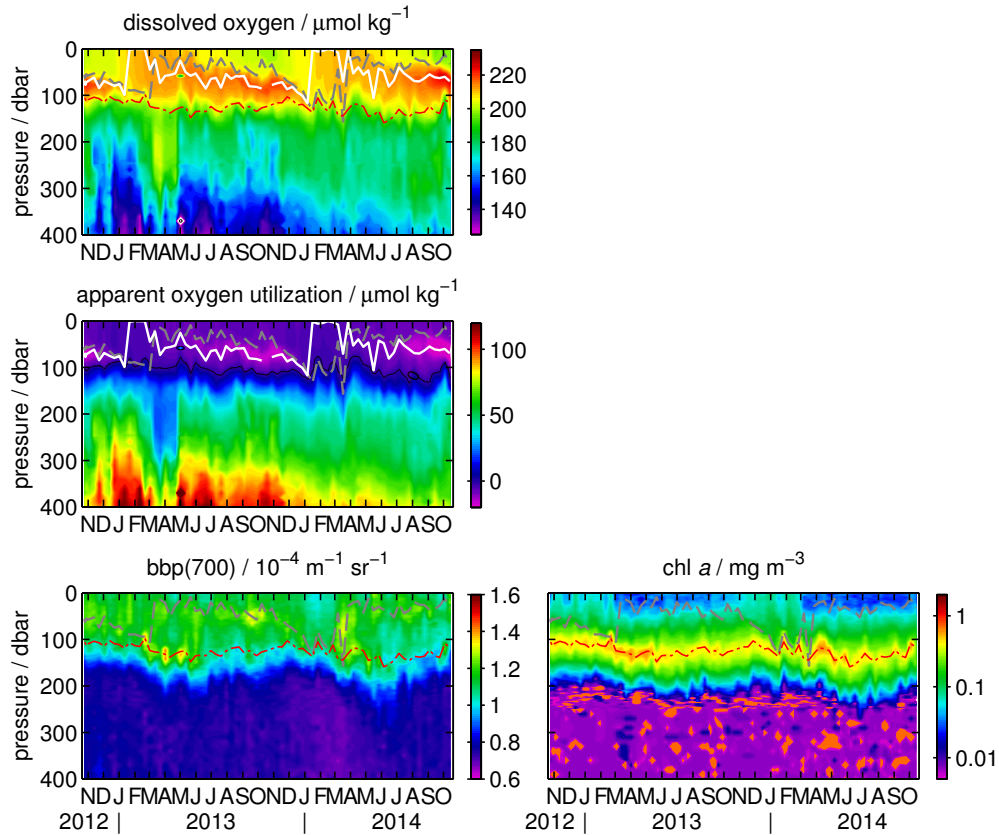 dissolved oxygen / μmol kg⁻¹
pressure / dbar
0
100
200
300
400
220
200
180
160
140
NDJFMAMJJASONDJFMAMJJASO
apparent oxygen utilization / μmol kg⁻¹
pressure / dbar
0
100
200
300
400
100
50
0
NDJFMAMJJASONDJFMAMJJASO
bbp(700) / 10⁻⁴ m⁻¹ sr⁻¹
pressure / dbar
0
100
200
300
400
1.6
1.4
1.2
1
0.8
0.6
NDJFMAMJJASONDJFMAMJJASO
2012 | 2013 | 2014
chl a / mg m⁻³
1
0.1
0.01
NDJFMAMJJASONDJFMAMJJASO
2012 | 2013 | 2014